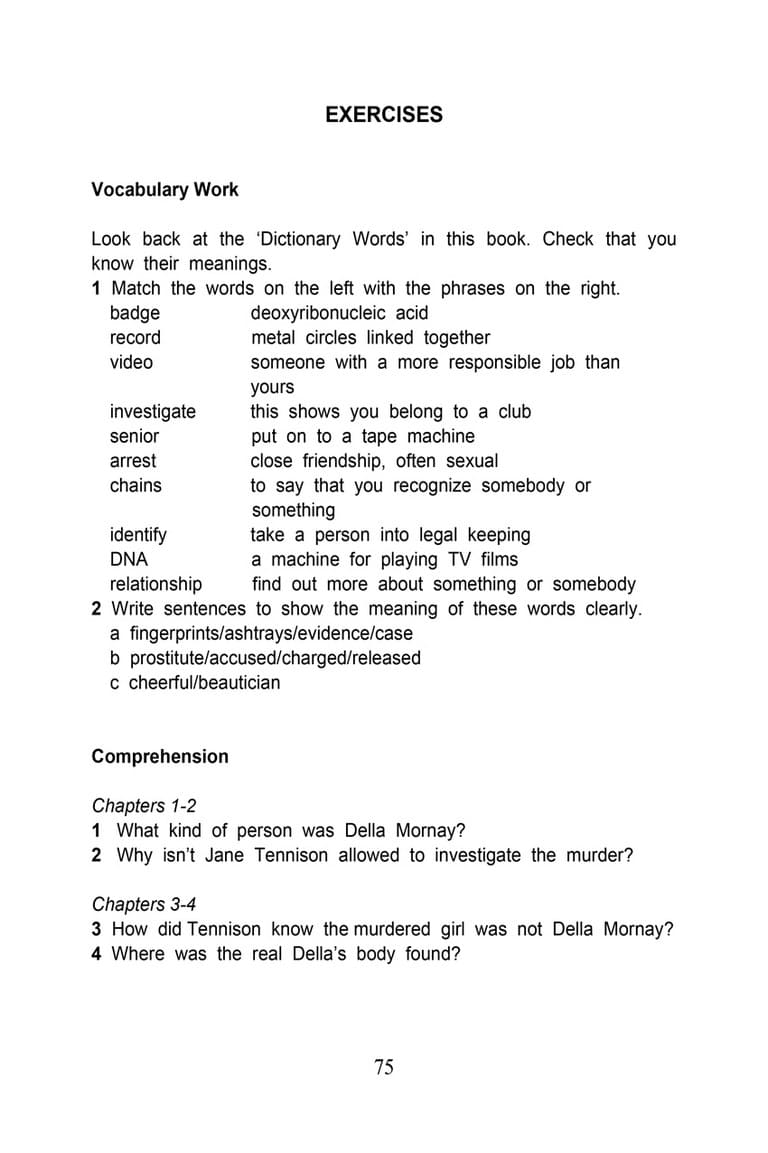 EXERCISES
Vocabulary Work
Look back at the ‘Dictionary Words’ in this book. Check that you
know their meanings.
1 Match the words on the left with the phrases on the right.
badge deoxyribonucleic acid
record metal circles linked together
video someone with a more responsible job than
yours
investigate this shows you belong to a club
senior put on to a tape machine
arrest close friendship, often sexual
chains to say that you recognize somebody or
something
identify take a person into legal keeping
DNA a machine for playing TV films
relationship find out more about something or somebody
2 Write sentences to show the meaning of these words clearly.
a fingerprints/ashtrays/evidence/case
b prostitute/accused/charged/released
c cheerful/beautician
Comprehension
Chapters 1-2
1 What kind of person was Della Mornay?
2 Why isn’t Jane Tennison allowed to investigate the murder?
Chapters 3-4
3 How did Tennison know the murdered girl was not Della Mornay?
4 Where was the real Della’s body found?
75